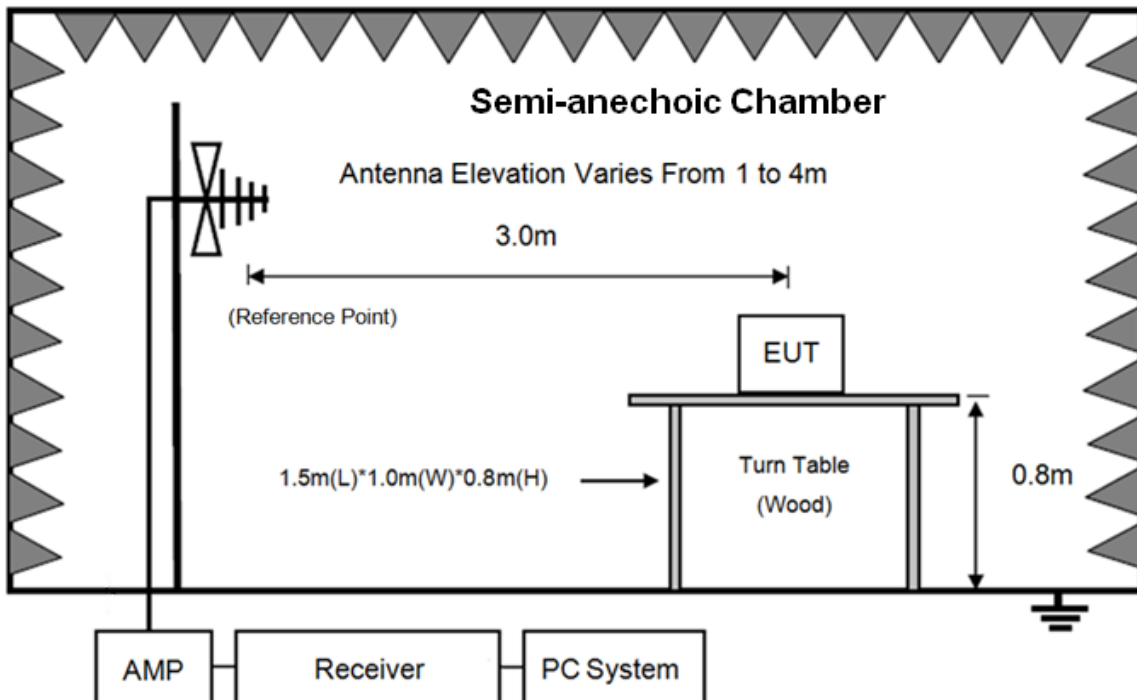 Semi-anechoic Chamber
Antenna Elevation Varies From 1 to 4m
3.0m
(Reference Point)
EUT
1.5m(L)*1.0m(W)*0.8m(H)
Turn Table
(Wood)
0.8m
AMP
Receiver
PC System